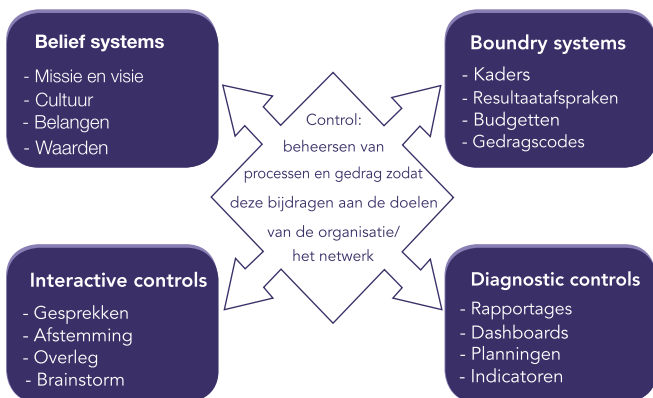 Belief systems
- Missie en visie
- Cultuur
- Belangen
- Waarden
Boundry systems
- Kaders
- Resultaatafspraken
- Budgetten
- Gedragscodes
Control:
beheersen van
processen en gedrag zodat
deze bijdragen aan de doelen
van de organisatie/
het netwerk
Interactive controls
- Gesprekken
- Afstemming
- Overleg
- Brainstorm
Diagnostic controls
- Rapportages
- Dashboards
- Planningen
- Indicatoren